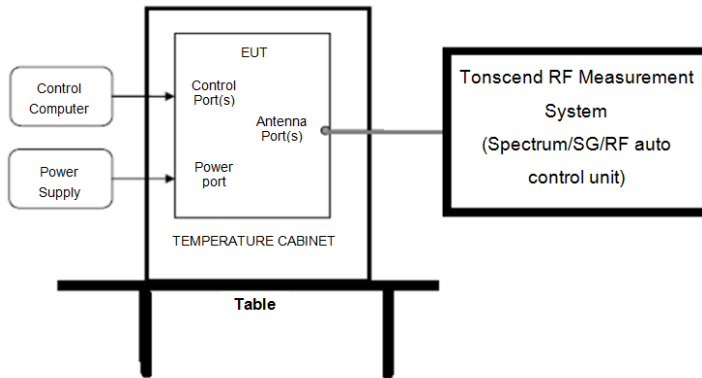 EUT
Control
Computer
Control
Port(s)
Antenna
Port(s)
Power
Supply
Power
port
TEMPERATURE CABINET
Table
Tonscend RF Measurement
System
(Spectrum/SG/RF auto
control unit)